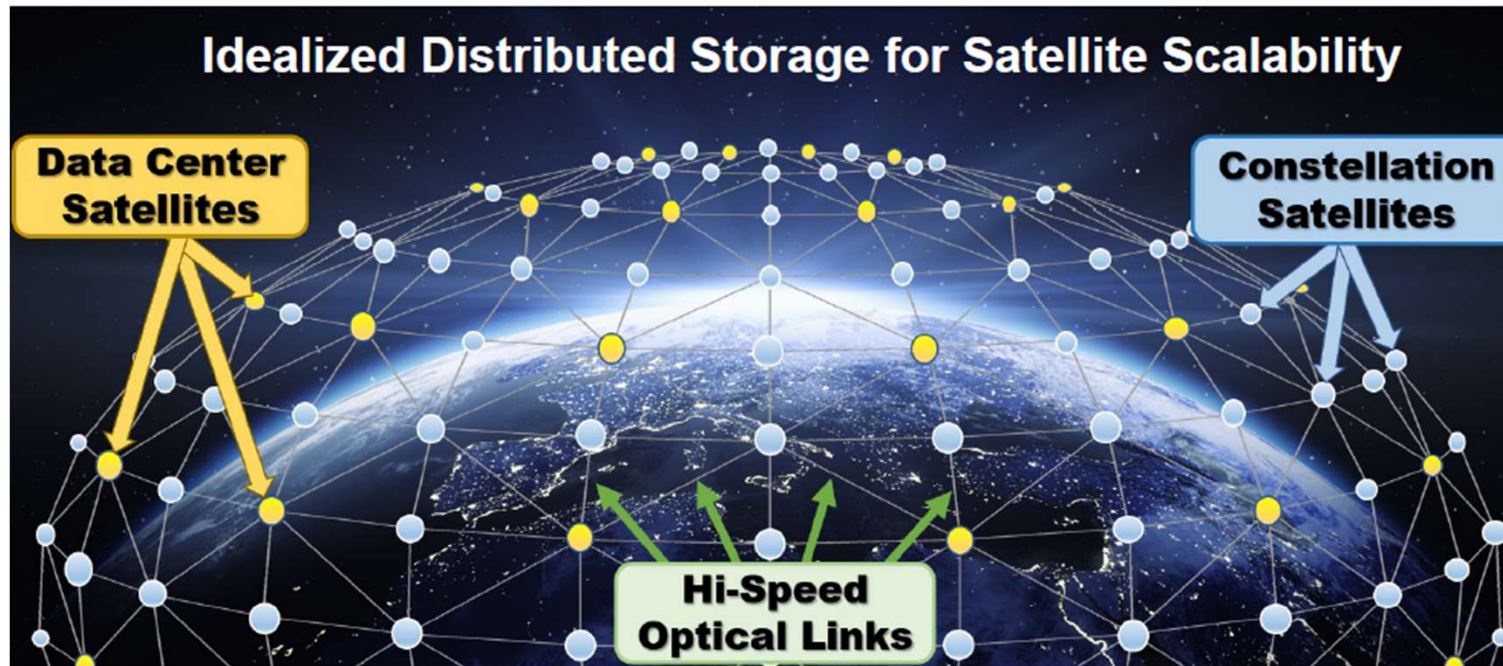 Idealized Distributed Storage for Satellite Scalability
Data Center
Satellites
Constellation
Satellites
Hi-Speed
Optical Links